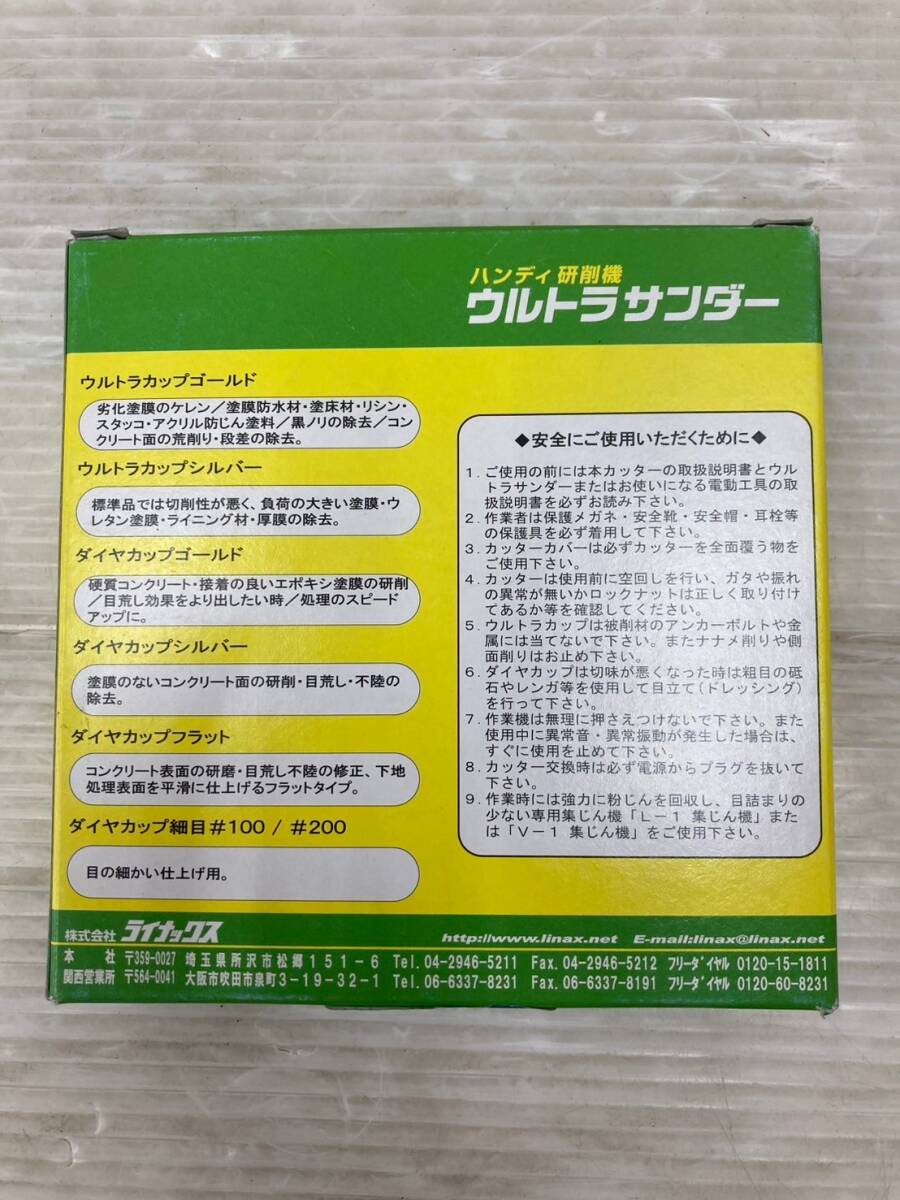 ハンディ研削機
ウルトラサンダー
ウルトラカップゴールド
劣化塗膜のケレン／塗膜防水材・塗床材・リシン・
スタッコ・アクリル防じん塗料／黒ノリの除去／コン
クリート面の荒削り・段差の除去。
ウルトラカップシルバー
標準品では切削性が悪く、負荷の大きい塗膜・ウ
レタン塗膜・ライニング材・厚膜の除去。
ダイヤカップゴールド
硬質コンクリート・接着の良いエポキシ塗膜の研削
／目荒し効果をより出したい時／処理のスピード
アップに。
ダイヤカップシルバー
塗膜のないコンクリート面の研削・目荒し・不陸の
除去。
ダイヤカップフラット
コンクリート表面の研磨・目荒し不陸の修正、下地
処理表面を平滑に仕上げるフラットタイプ。
ダイヤカップ細目＃100 / ＃200
目の細かい仕上げ用。
◆安全にご使用いただくために◆
1. ご使用の前には本カッターの取扱説明書とウル
トラサンダーまたはお使いになる電動工具の取
扱説明書を必ずお読み下さい。
2. 作業者は保護メガネ・安全靴・安全帽・耳栓等
の保護具を必ず着用して下さい。
3. カッターカバーは必ずカッターを全面覆う物を
ご使用下さい。
4. カッターは使用前に空回しを行い、ガタや振れ
の異常が無いかロックナットは正しく取り付け
てあるか等を確認してください。
5. ウルトラカップは被削材のアンカーボルトや金
属には当てないで下さい。またナナメ削りや側
面削りはお止め下さい。
6. ダイヤカップは切味が悪くなった時は粗目の砥
石やレンガ等を使用して目立て（ドレッシング）
を行って下さい。
7. 作業機は無理に押さえつけないで下さい。また
使用中に異常音・異常振動が発生した場合は、
すぐに使用を止めて下さい。
8. カッター交換時は必ず電源からプラグを抜いて
下さい。
9. 作業時には強力に粉じんを回収し、目詰まりの
少ない専用集じん機「L－1 集じん機」また
は「V－1 集じん機」をご使用下さい。
株式会社 ライナックス
http://www.linax.net E-mail:linax@linax.net
本 社 〒359-0027 埼玉県所沢市松郷151－6 Tel.04-2946-5211 Fax.04-2946-5212 フリーダイヤル 0120-15-1811
関西営業所 〒564-0041 大阪市吹田市泉町3－19－32－1 Tel.06-6337-8231 Fax.06-6337-8191 フリーダイヤル 0120-60-8231